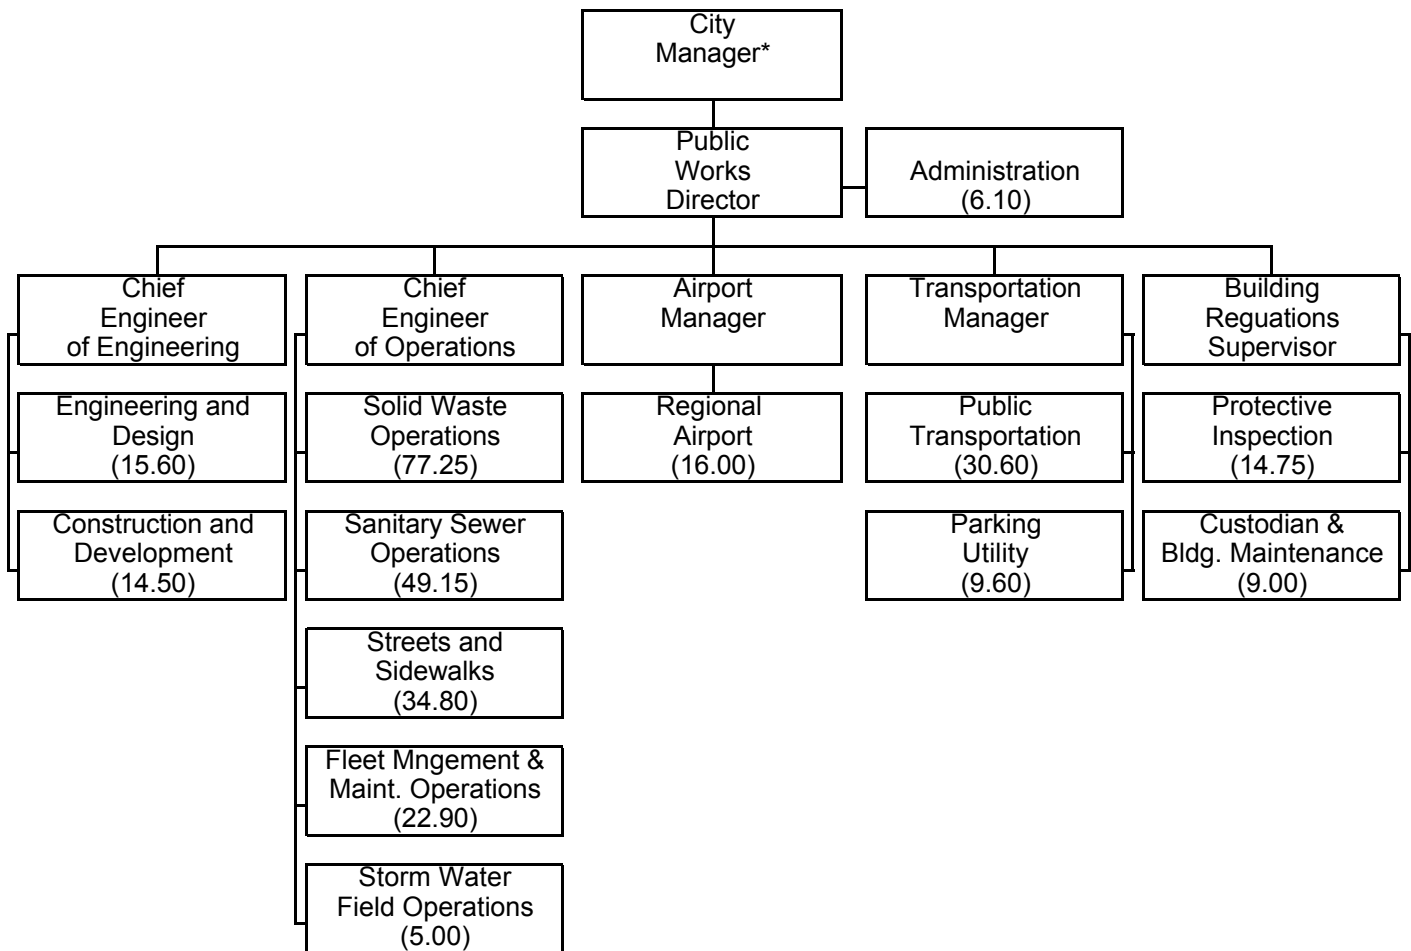 City
Manager*
Public
Works
Director
Administration
(6.10)
Chief
Engineer
of Engineering
Chief
Engineer
of Operations
Airport
Manager
Transportation
Manager
Building
Reguations
Supervisor
Engineering and
Design
(15.60)
Solid Waste
Operations
(77.25)
Regional
Airport
(16.00)
Public
Transportation
(30.60)
Protective
Inspection
(14.75)
Construction and
Development
(14.50)
Sanitary Sewer
Operations
(49.15)
Parking
Utility
(9.60)
Custodian &
Bldg. Maintenance
(9.00)
Streets and
Sidewalks
(34.80)
Fleet Mngement &
Maint. Operations
(22.90)
Storm Water
Field Operations
(5.00)